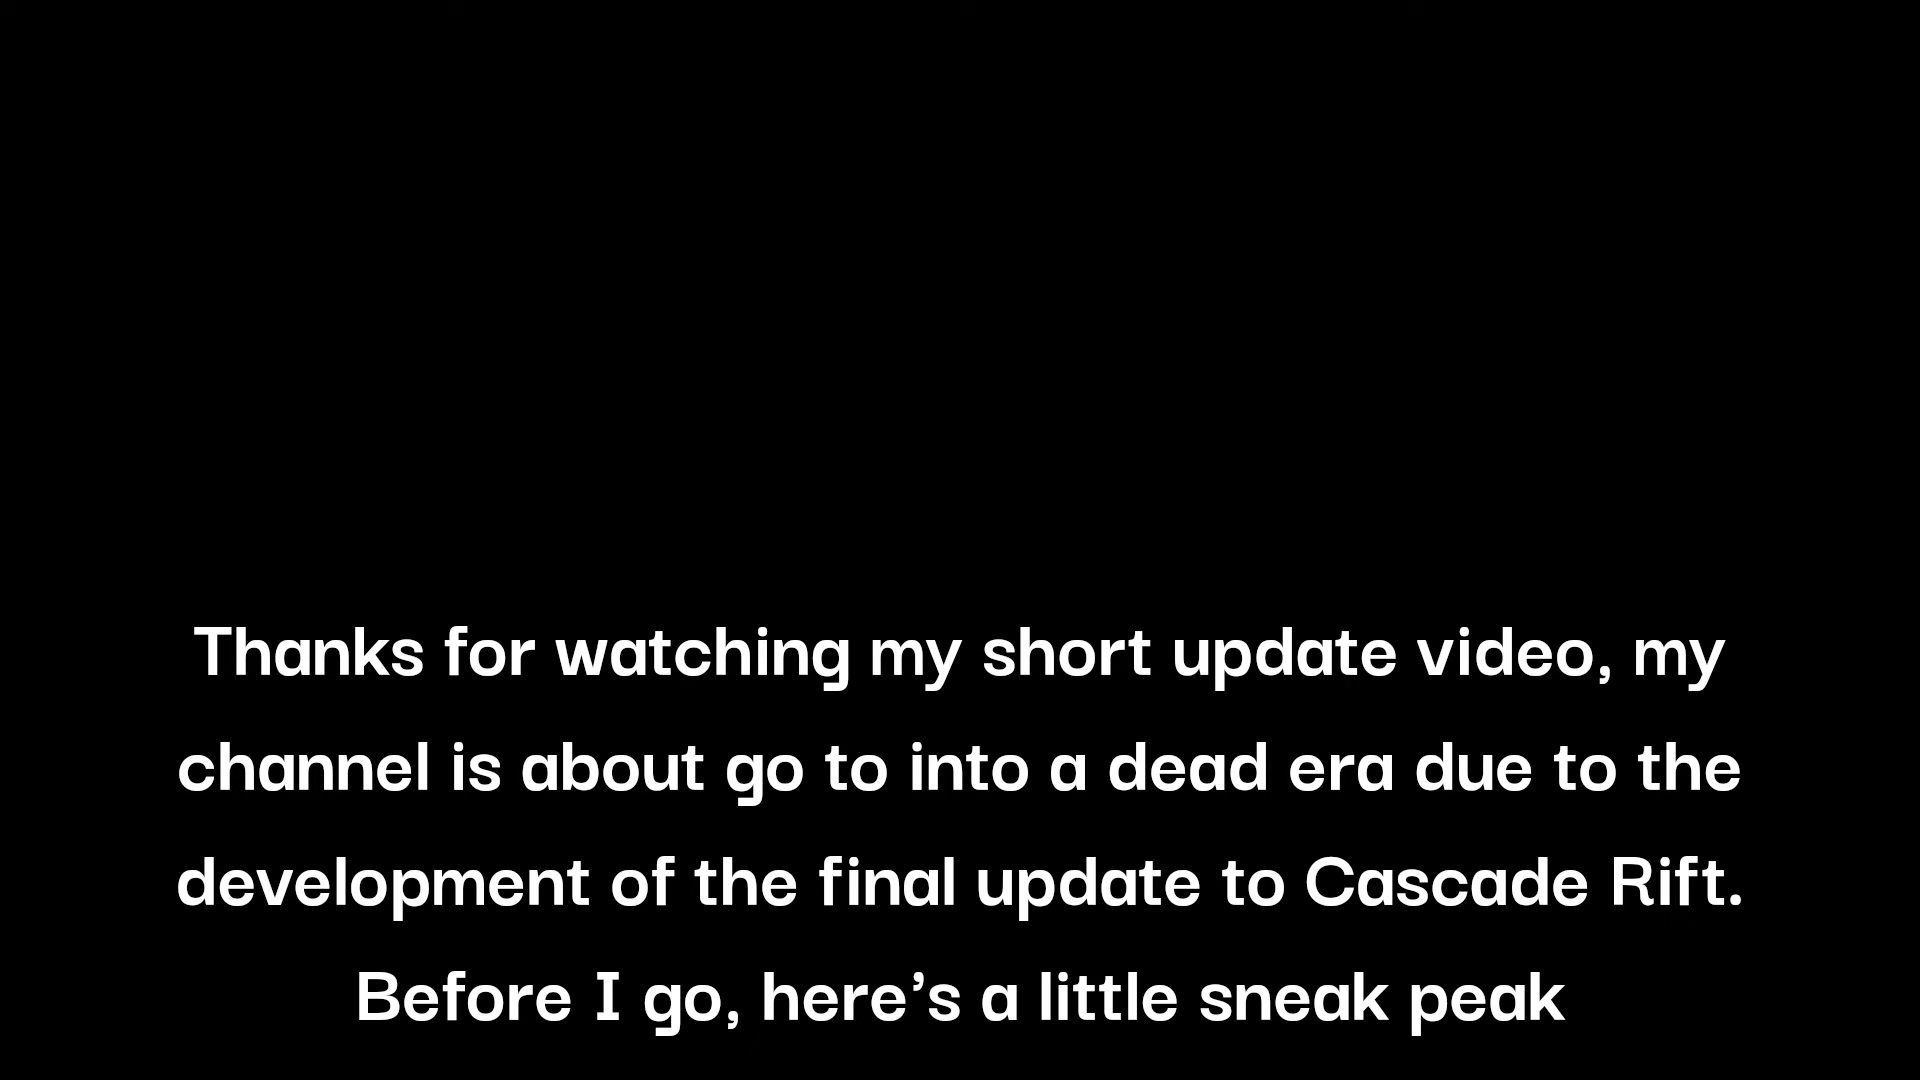 Thanks for watching my short update video, my
channel is about go to into a dead era due to the
development of the final update to Cascade Rift.
Before I go, here’s a little sneak peak